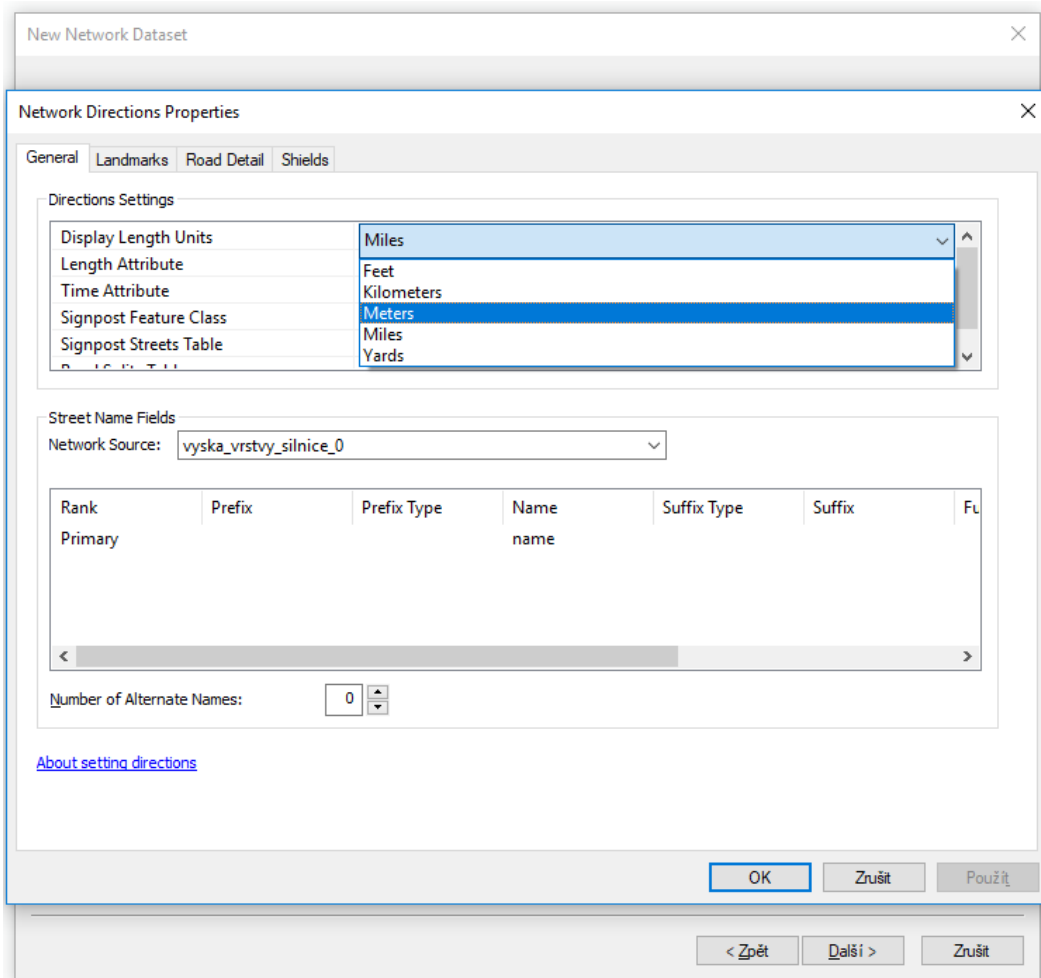 New Network Dataset
Network Directions Properties
General Landmarks Road Detail Shields
Directions Settings
Display Length Units Miles
Length Attribute Feet
Time Attribute Kilometers
Signpost Feature Class Meters
Signpost Streets Table Miles
Yards
Street Name Fields
Network Source: vyska_vrstvy_silnice_0
Rank Prefix Prefix Type Name Suffix Type Suffix Fu
Primary name
Number of Alternate Names: 0
About setting directions
OK Zrušit Použít
< Zpět Další > Zrušit